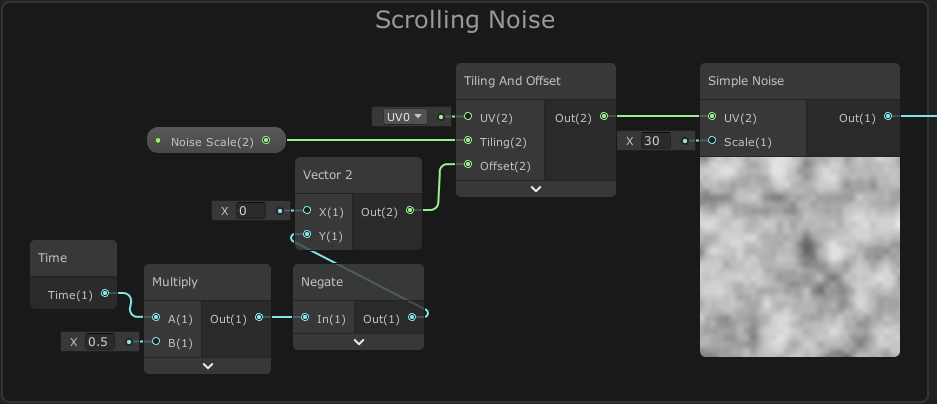 Scrolling Noise
Tiling And Offset
Simple Noise
UV0
UV(2)
Out(2)
UV(2)
Out(1)
Noise Scale(2)
Tiling(2)
X 30
Scale(1)
Offset(2)
Vector 2
X 0
X(1)
Out(2)
Y(1)
Time
Multiply
Negate
Time(1)
A(1)
Out(1)
In(1)
Out(1)
X 0.5
B(1)